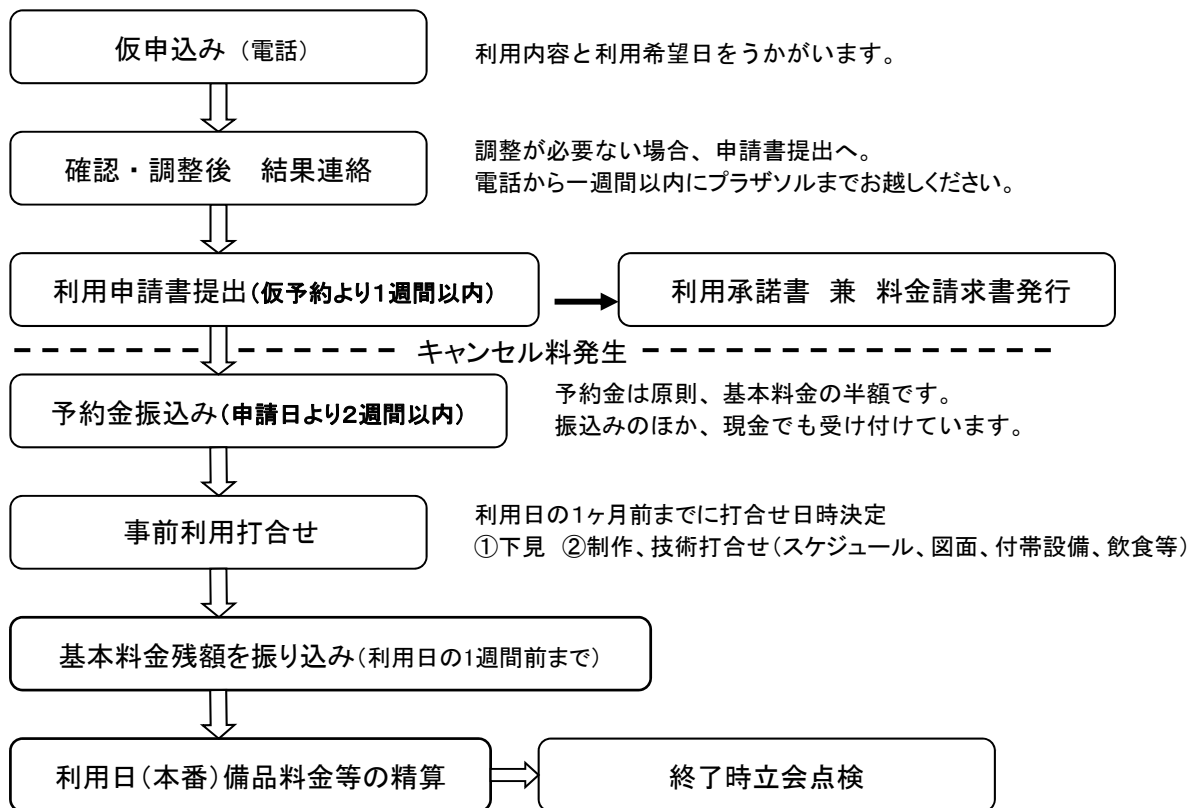 仮申込み（電話）
利用内容と利用希望日をうかがいます。
確認・調整後　結果連絡
調整が必要ない場合、申請書提出へ。
電話から一週間以内にプラザソルまでお越しください。
利用申請書提出（仮予約より１週間以内）
利用承諾書　兼　料金請求書発行
キャンセル料発生
予約金振込み（申請日より２週間以内）
予約金は原則、基本料金の半額です。
振込みのほか、現金でも受け付けています。
事前利用打合せ
利用日の１ヶ月前までに打合せ日時決定
①下見　②制作、技術打合せ（スケジュール、図面、付帯設備、飲食等）
基本料金残額を振り込み（利用日の1週間前まで）
利用日（本番）備品料金等の精算
終了時立会点検